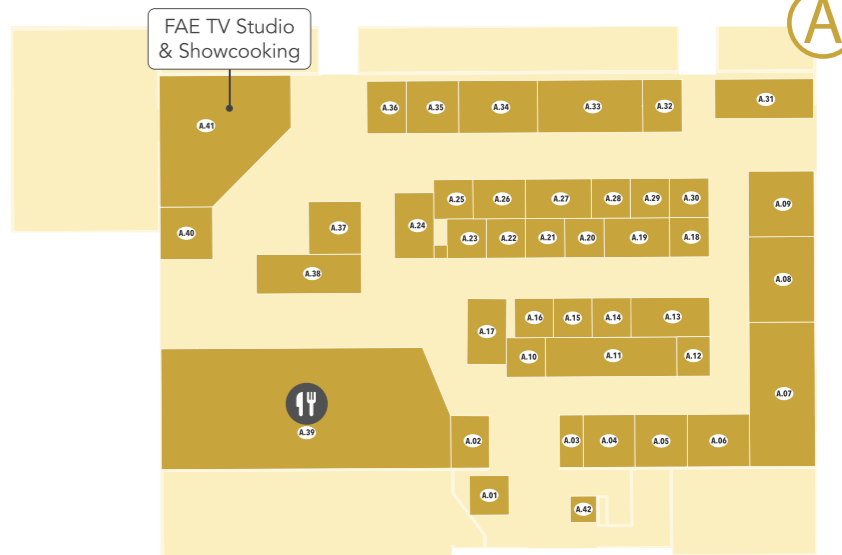 FAE TV Studio
& Showcooking
A
A.36
A.35
A.34
A.33
A.32
A.31
A.41
A.25
A.26
A.27
A.28
A.29
A.30
A.09
A.40
A.37
A.24
A.23
A.22
A.21
A.20
A.19
A.18
A.38
A.08
A.17
A.16
A.15
A.14
A.13
A.10
A.11
A.12
A.07
A.39
A.02
A.03
A.04
A.05
A.06
A.01
A.42